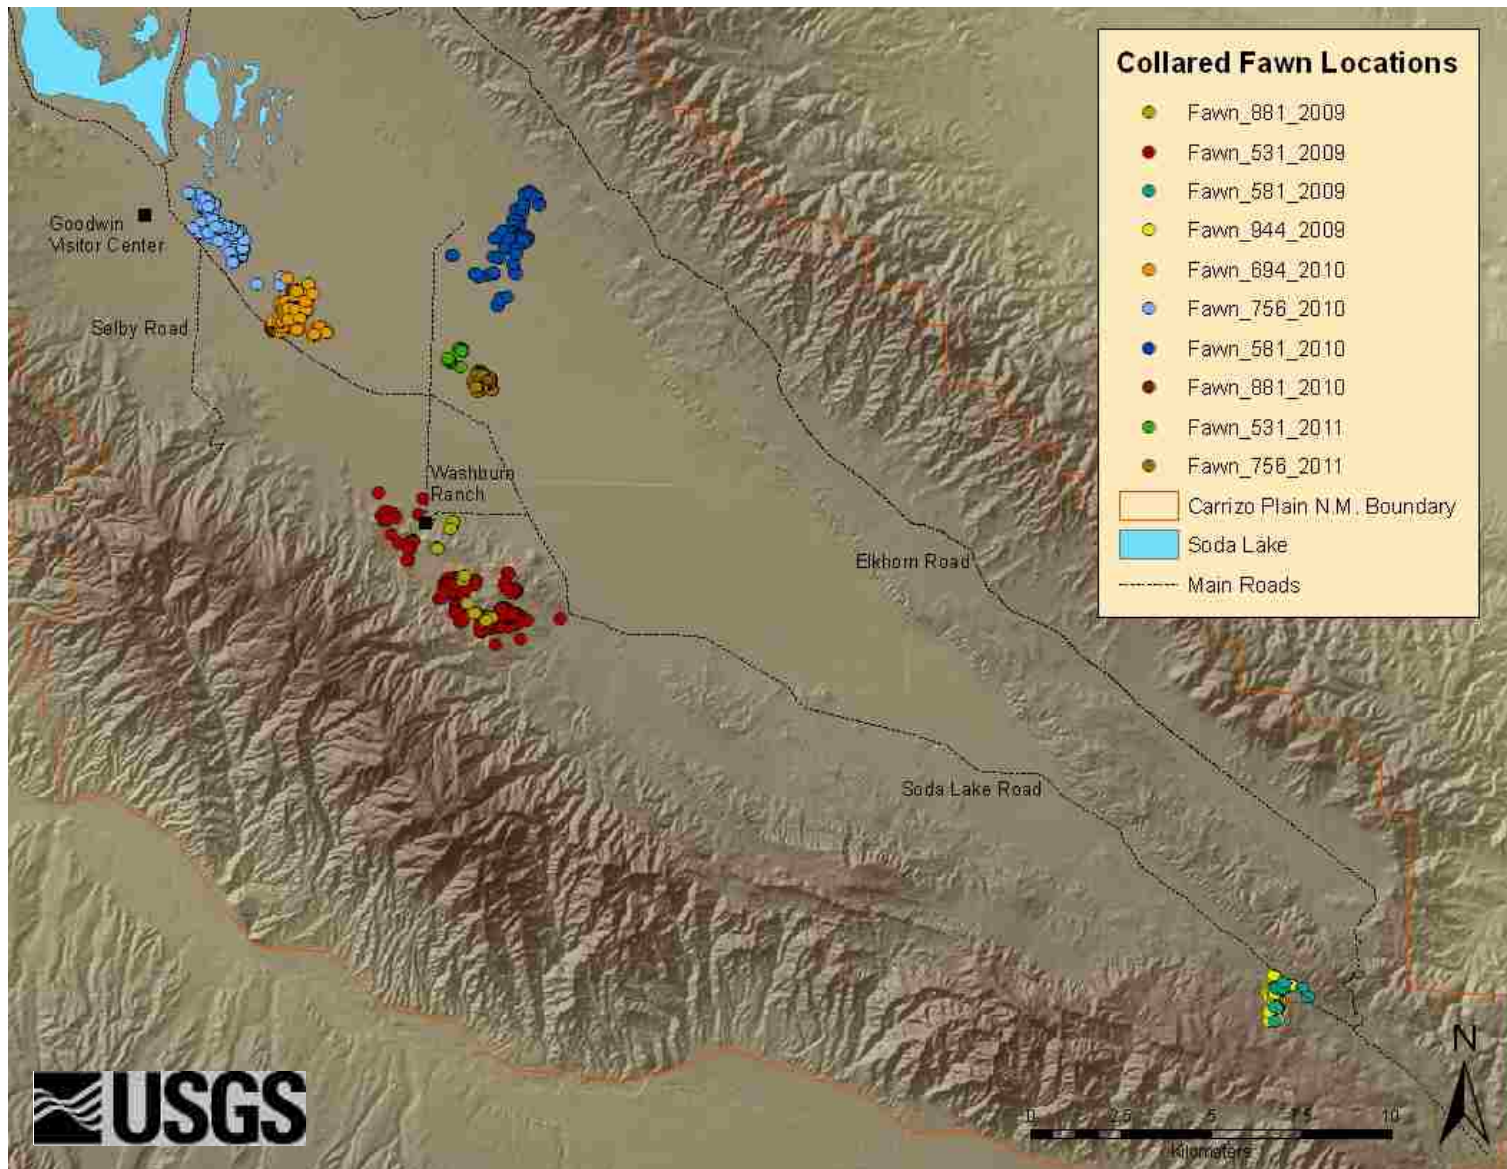 Collared Fawn Locations
Fawn_881_2009
Fawn_531_2009
Fawn_581_2009
Fawn_944_2009
Fawn_694_2010
Fawn_756_2010
Fawn_581_2010
Fawn_881_2010
Fawn_531_2011
Fawn_756_2011
Carrizo Plain N.M. Boundary
Soda Lake
Main Roads
Goodwin
Visitor Center
Selby Road
Washburn
Ranch
Elkhorn Road
Soda Lake Road
N
0 2.5 5 7.5 10
Kilometers
USGS